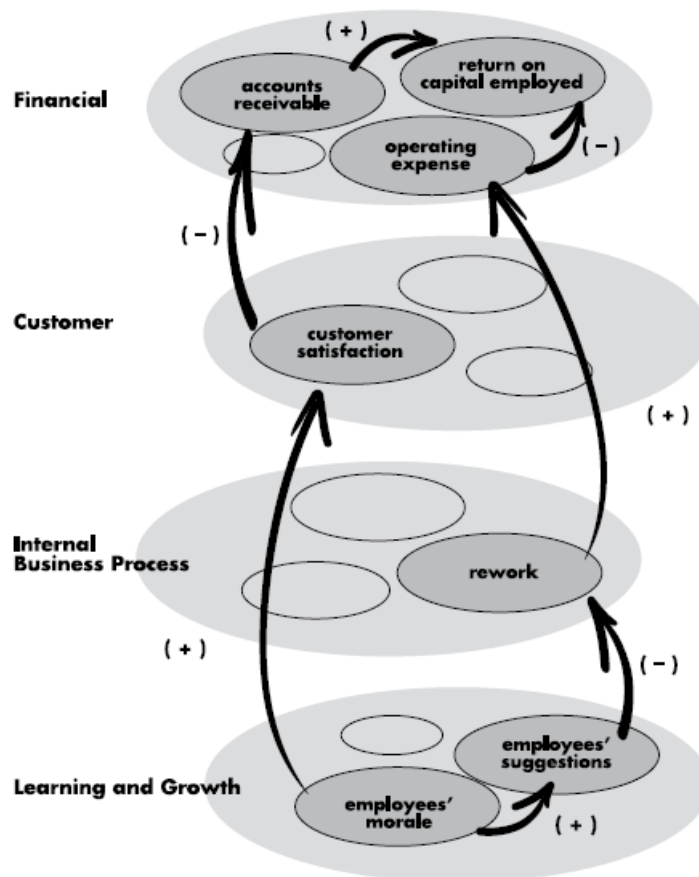 ( + )
accounts
receivable
return on
capital employed
Financial
operating
expense
( - )
( - )
Customer
customer
satisfaction
( + )
Internal
Business Process
rework
( + )
( - )
employees'
suggestions
Learning and Growth
employees'
morale
( + )